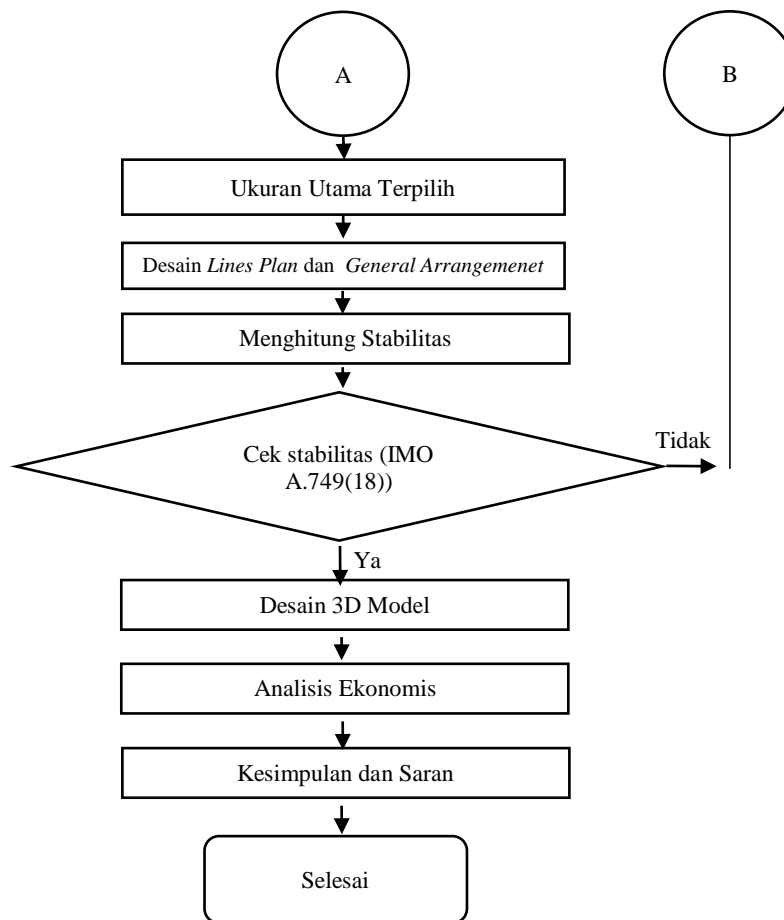 A
B
Ukuran Utama Terpilih
Desain Lines Plan dan General Arrangemenet
Menghitung Stabilitas
Cek stabilitas (IMO
A.749(18))
Tidak
Ya
Desain 3D Model
Analisis Ekonomis
Kesimpulan dan Saran
Selesai